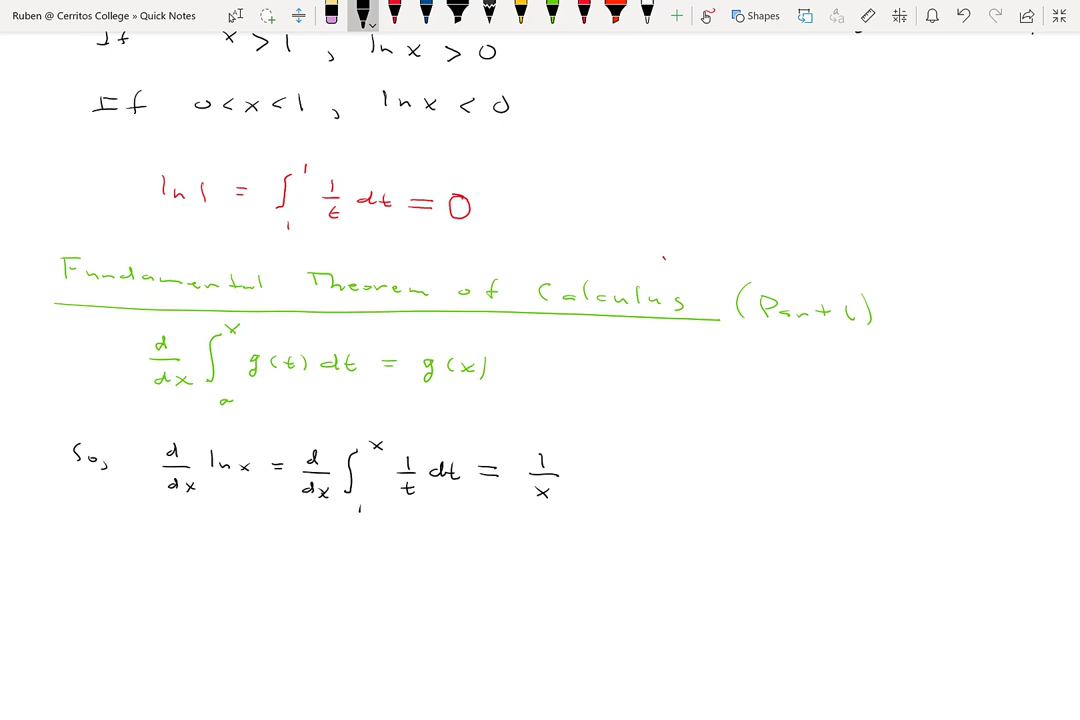 Ruben @ Cerritos College » Quick Notes
Shapes
If x > 1, ln x > 0
If 0 < x < 1, ln x < 0
ln 1 = ∫₁¹ 1/t dt = 0
Fundamental Theorem of Calculus (Part 1)
d/dx ∫ₐˣ g(t) dt = g(x)
So, d/dx ln x = d/dx ∫₁ˣ 1/t dt = 1/x